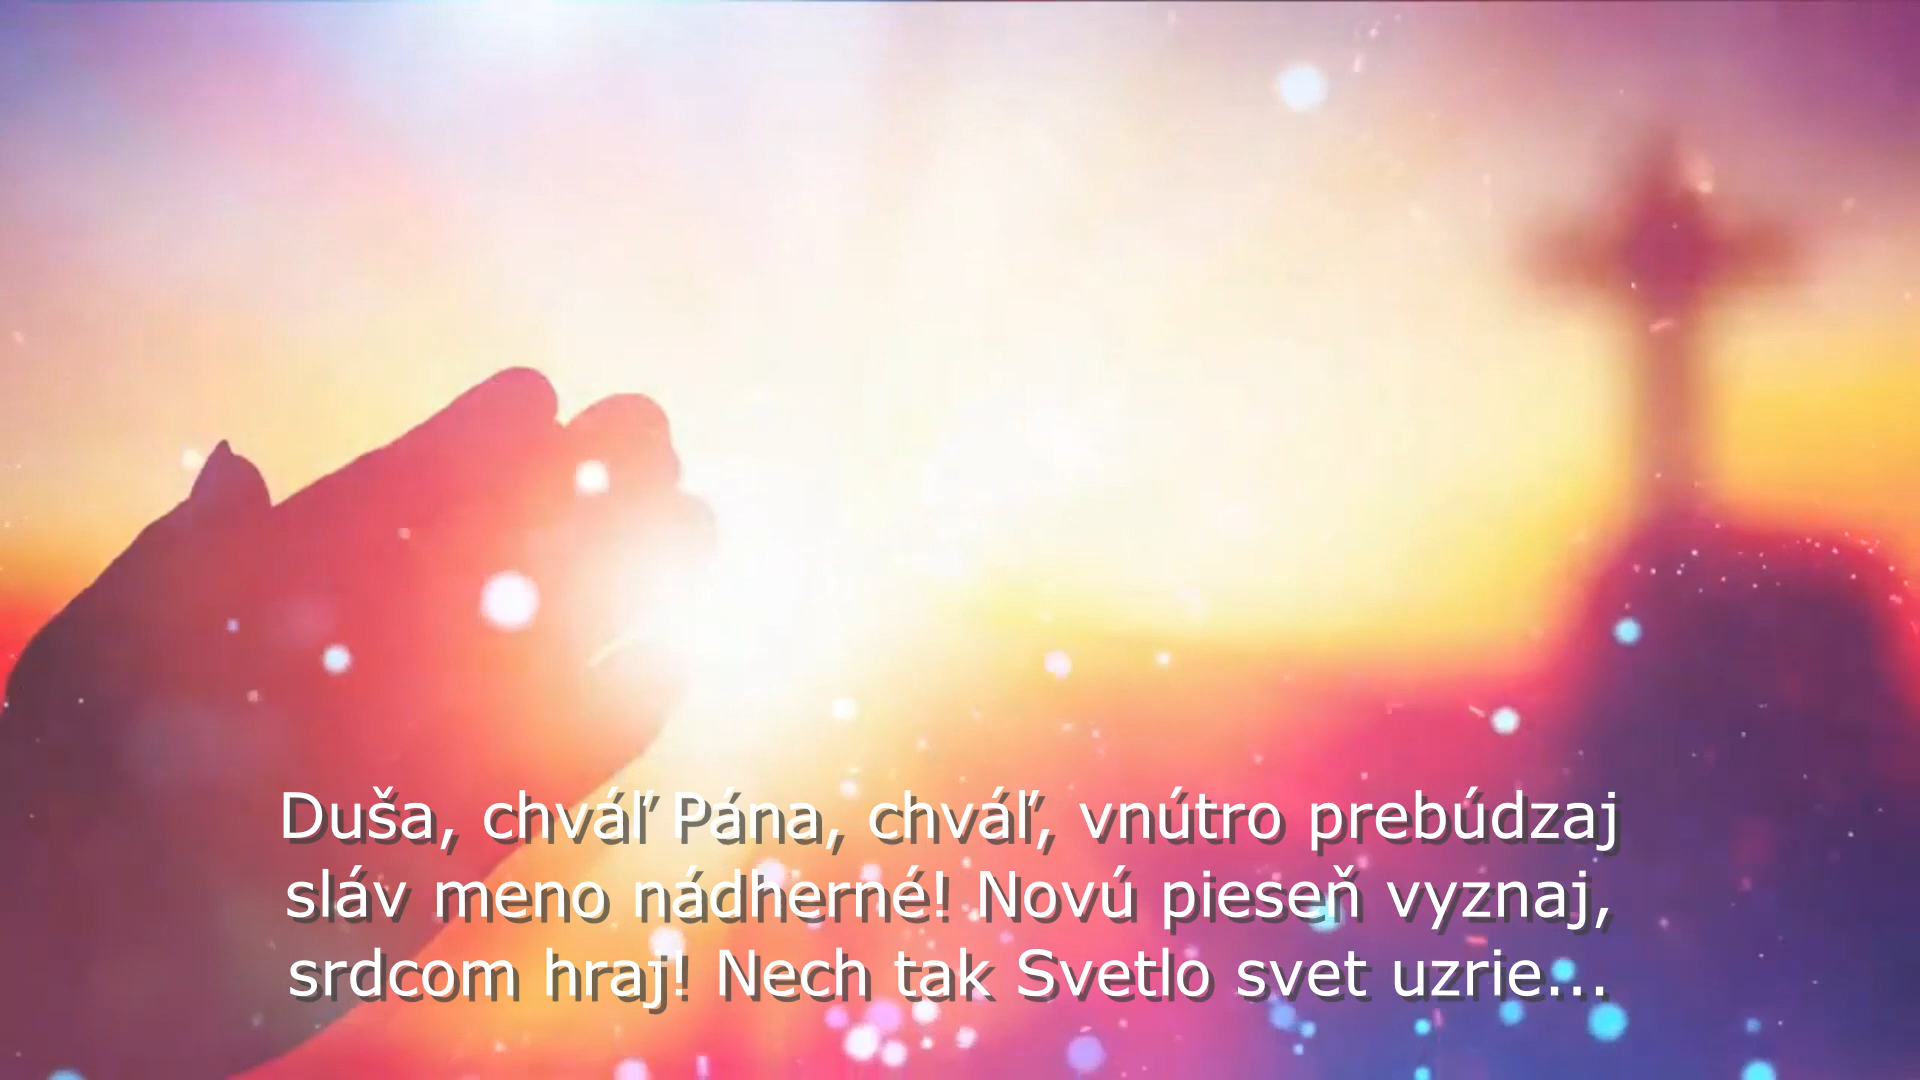 Duša, chváľ Pána, chváľ, vnútro prebúdzaj
sláv meno nádherné! Novú pieseň vyznaj,
srdcom hraj! Nech tak Svetlo svet uzrie...